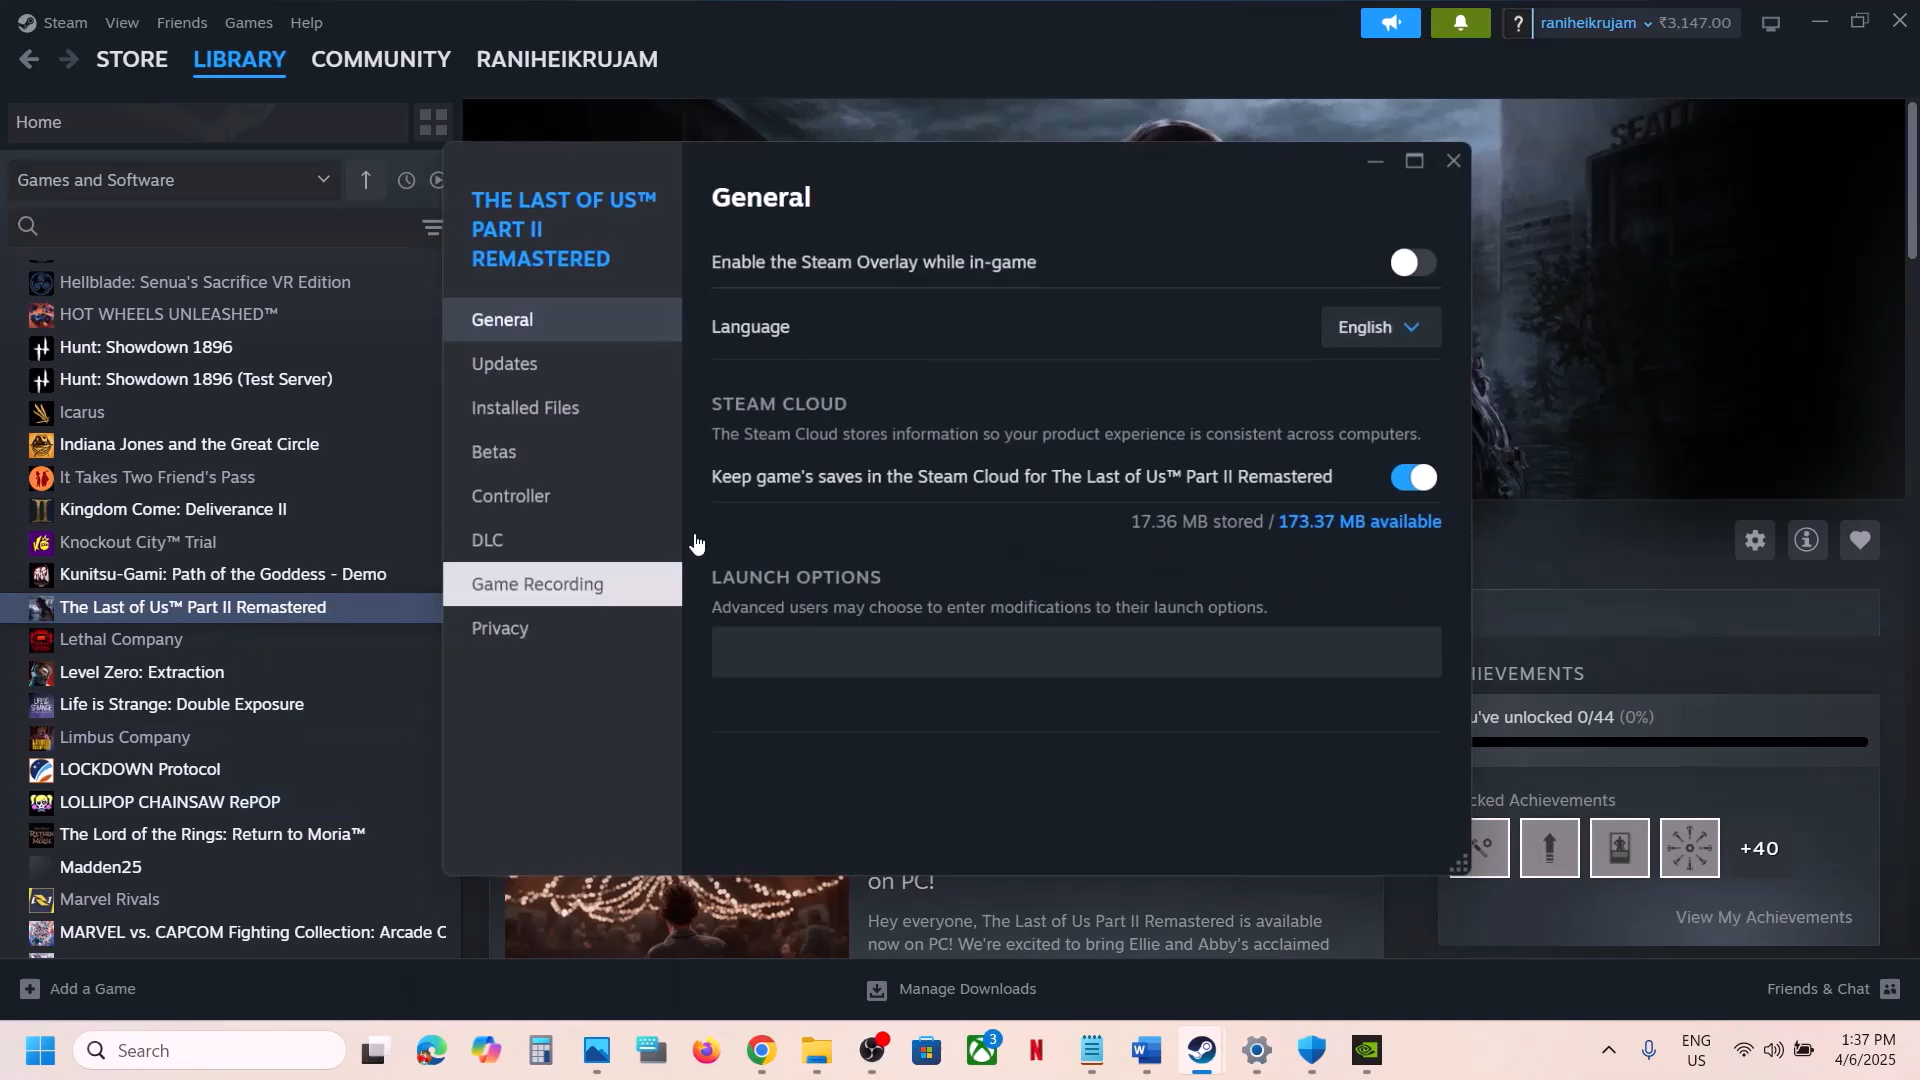 Steam View Friends Games Help
? raniheikrujam ₹3,147.00
STORE LIBRARY COMMUNITY RANIHEIKRUJAM
Home
Games and Software
Hellblade: Senua's Sacrifice VR Edition
HOT WHEELS UNLEASHED™
Hunt: Showdown 1896
Hunt: Showdown 1896 (Test Server)
Icarus
Indiana Jones and the Great Circle
It Takes Two Friend's Pass
Kingdom Come: Deliverance II
Knockout City™ Trial
Kunitsu-Gami: Path of the Goddess - Demo
The Last of Us™ Part II Remastered
Lethal Company
Level Zero: Extraction
Life is Strange: Double Exposure
Limbus Company
LOCKDOWN Protocol
LOLLIPOP CHAINSAW RePOP
The Lord of the Rings: Return to Moria™
Madden25
Marvel Rivals
MARVEL vs. CAPCOM Fighting Collection: Arcade C
THE LAST OF US™
PART II
REMASTERED
General
Updates
Installed Files
Betas
Controller
DLC
Game Recording
Privacy
General
Enable the Steam Overlay while in-game
Language English
STEAM CLOUD
The Steam Cloud stores information so your product experience is consistent across computers.
Keep game's saves in the Steam Cloud for The Last of Us™ Part II Remastered
17.36 MB stored / 173.37 MB available
LAUNCH OPTIONS
Advanced users may choose to enter modifications to their launch options.
SEATTL
HIEVEMENTS
u've unlocked 0/44 (0%)
cked Achievements
+40
View My Achievements
on PC!
Hey everyone, The Last of Us Part II Remastered is available
now on PC! We're excited to bring Ellie and Abby's acclaimed
Add a Game
Manage Downloads
Friends & Chat
Search
3
ENG
US
1:37 PM
4/6/2025